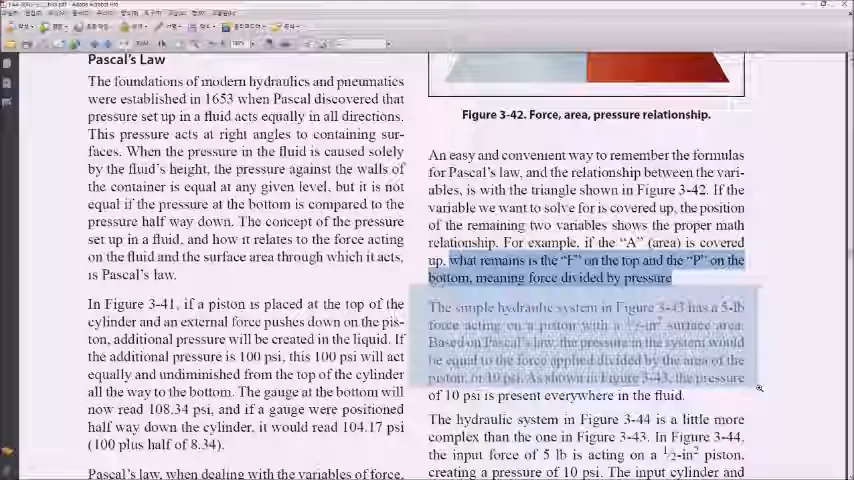 Pascal's Law
The foundations of modern hydraulics and pneumatics
were established in 1653 when Pascal discovered that
pressure set up in a fluid acts equally in all directions.
This pressure acts at right angles to containing sur-
faces. When the pressure in the fluid is caused solely
by the fluid's height, the pressure against the walls of
the container is equal at any given level, but it is not
equal if the pressure at the bottom is compared to the
pressure half way down. The concept of the pressure
set up in a fluid, and how it relates to the force acting
on the fluid and the surface area through which it acts,
is Pascal's law.
In Figure 3-41, if a piston is placed at the top of the
cylinder and an external force pushes down on the pis-
ton, additional pressure will be created in the liquid. If
the additional pressure is 100 psi, this 100 psi will act
equally and undiminished from the top of the cylinder
all the way to the bottom. The gauge at the bottom will
now read 108.34 psi, and if a gauge were positioned
half way down the cylinder, it would read 104.17 psi
(100 plus half of 8.34).
Pascal's law, when dealing with the variables of force,
Figure 3-42. Force, area, pressure relationship.
An easy and convenient way to remember the formulas
for Pascal's law, and the relationship between the vari-
ables, is with the triangle shown in Figure 3-42. If the
variable we want to solve for is covered up, the position
of the remaining two variables shows the proper math
relationship. For example, if the “A” (area) is covered
up, what remains is the “F” on the top and the “P” on the
bottom, meaning force divided by pressure
The simple hydraulic system in Figure 3-43 has a 5-lb
force acting on a piston with a 1/2-in² surface area.
Based on Pascal's law, the pressure in the system would
be equal to the force applied divided by the area of the
piston, or 10 psi. As shown in Figure 3-43, the pressure
of 10 psi is present everywhere in the fluid.
The hydraulic system in Figure 3-44 is a little more
complex than the one in Figure 3-43. In Figure 3-44,
the input force of 5 lb is acting on a 1/2-in² piston,
creating a pressure of 10 psi. The input cylinder and